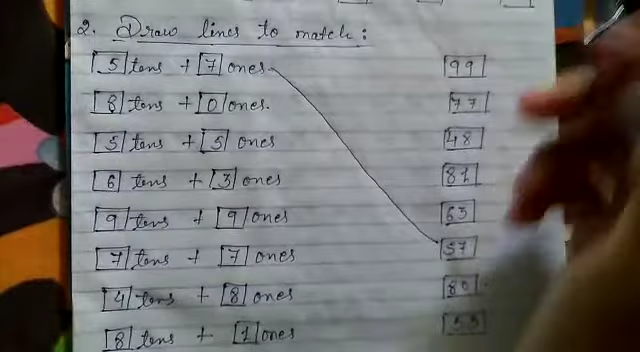 2. Draw lines to match:
5 tens + 7 ones 99
8 tens + 0 ones. 77
5 tens + 5 ones 48
6 tens + 3 ones 81
9 tens + 9 ones 63
7 tens + 7 ones 57
4 tens + 8 ones 80
8 tens + 1 ones 55